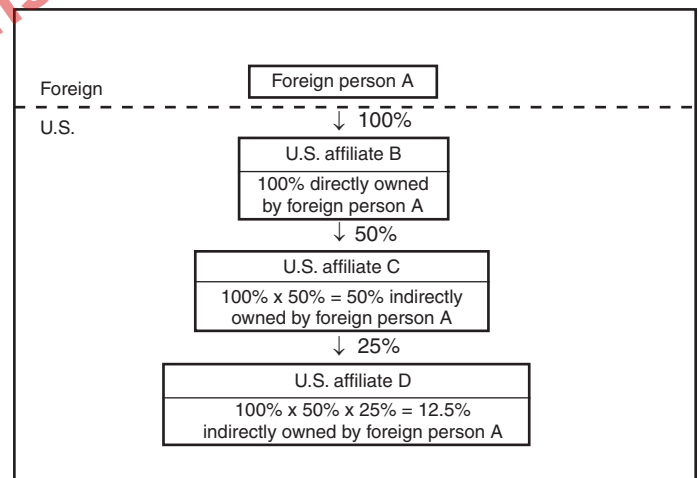 Foreign person A
Foreign
U.S.
↓ 100%
U.S. affiliate B
100% directly owned
by foreign person A
↓ 50%
U.S. affiliate C
100% x 50% = 50% indirectly
owned by foreign person A
↓ 25%
U.S. affiliate D
100% x 50% x 25% = 12.5%
indirectly owned by foreign person A